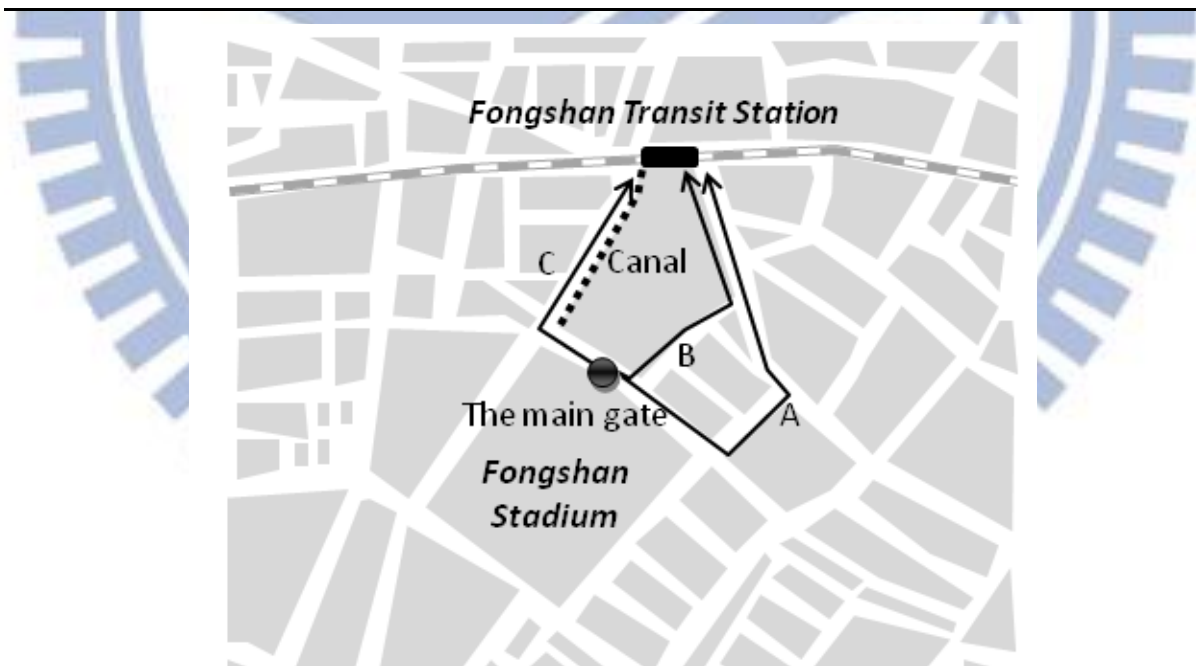 Fongshan Transit Station
C
Canal
B
The main gate
A
Fongshan
Stadium